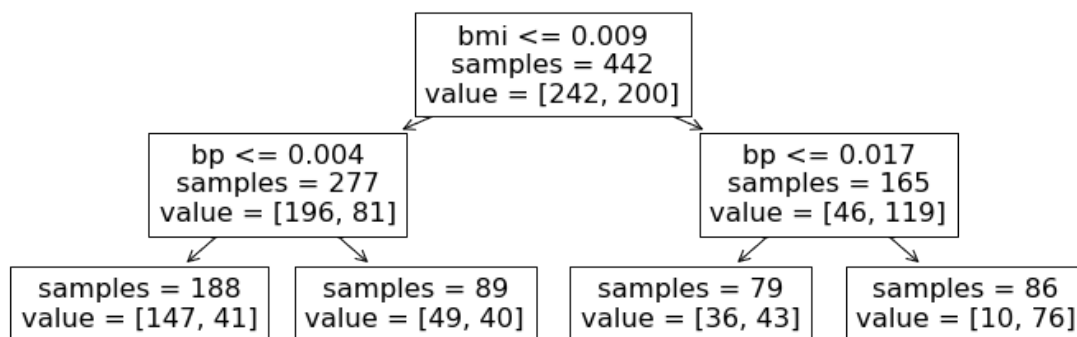 bmi <= 0.009
samples = 442
value = [242, 200]
bp <= 0.004
samples = 277
value = [196, 81]
bp <= 0.017
samples = 165
value = [46, 119]
samples = 188
value = [147, 41]
samples = 89
value = [49, 40]
samples = 79
value = [36, 43]
samples = 86
value = [10, 76]